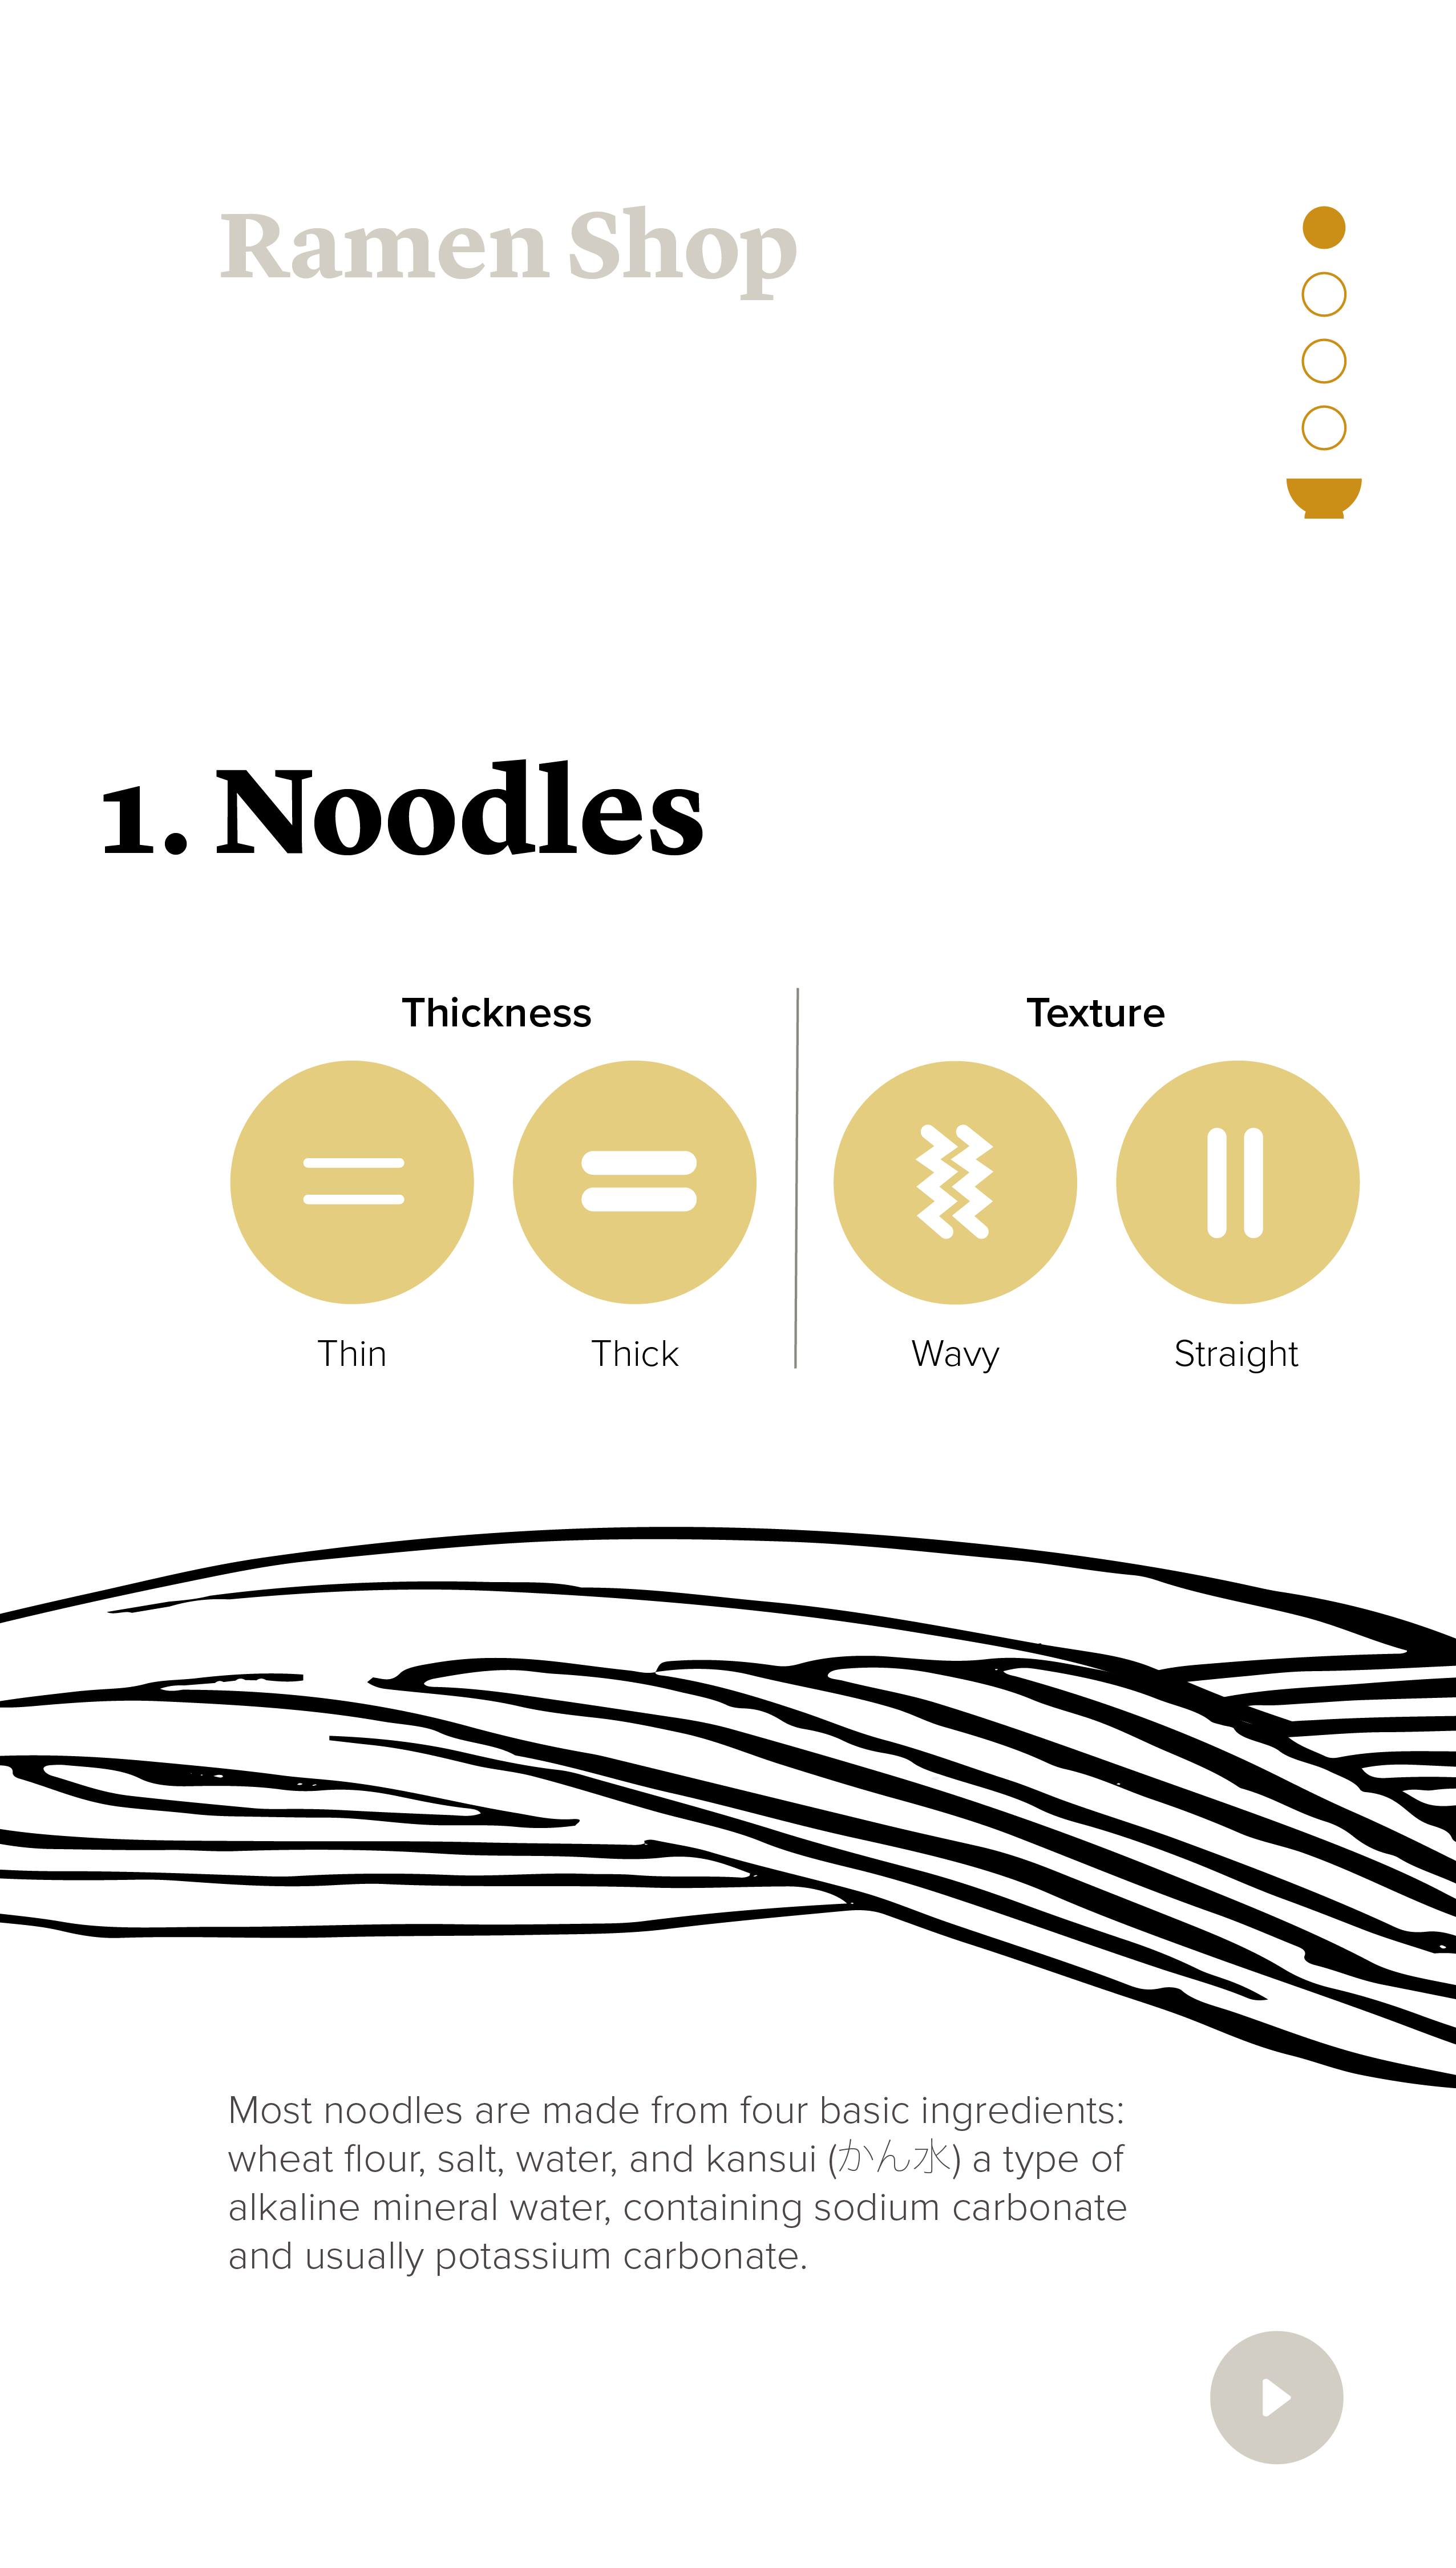 Ramen Shop
1. Noodles
Thickness
Texture
Thin
Thick
Wavy
Straight
Most noodles are made from four basic ingredients:
wheat flour, salt, water, and kansui (かん水) a type of
alkaline mineral water, containing sodium carbonate
and usually potassium carbonate.